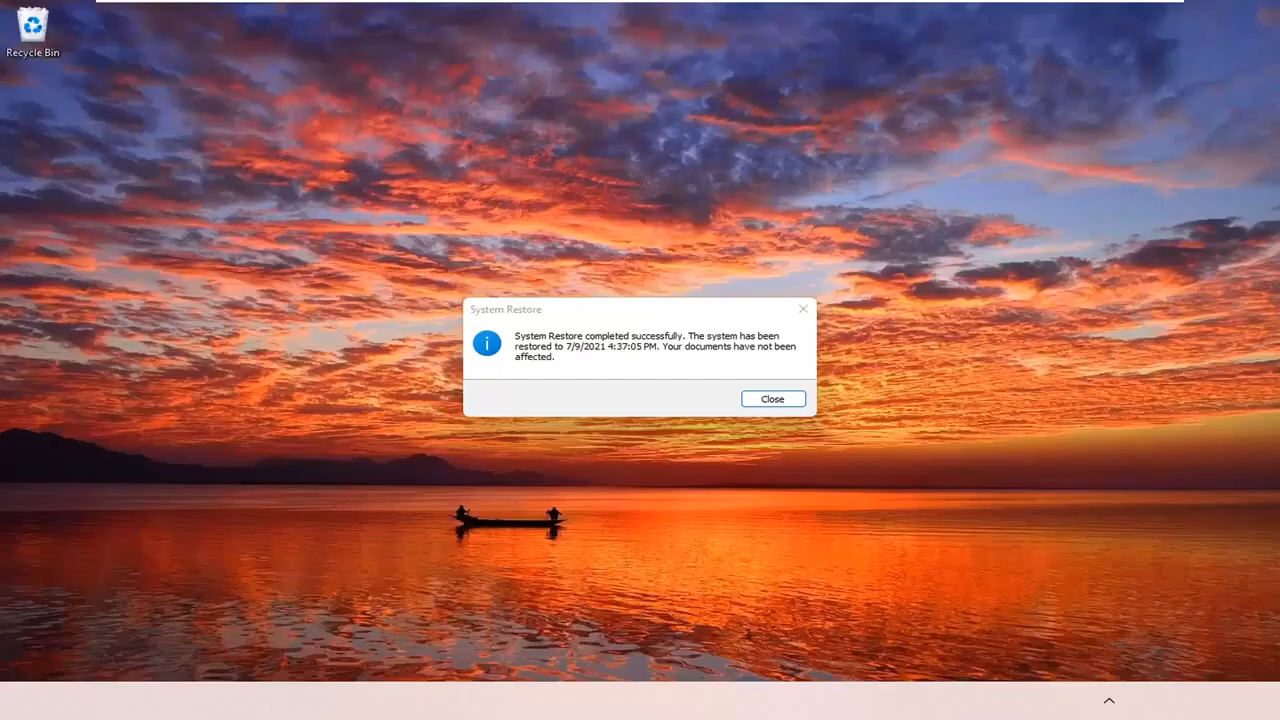 Recycle Bin
System Restore
System Restore completed successfully. The system has been
restored to 7/9/2021 4:37:05 PM. Your documents have not been
affected.
Close